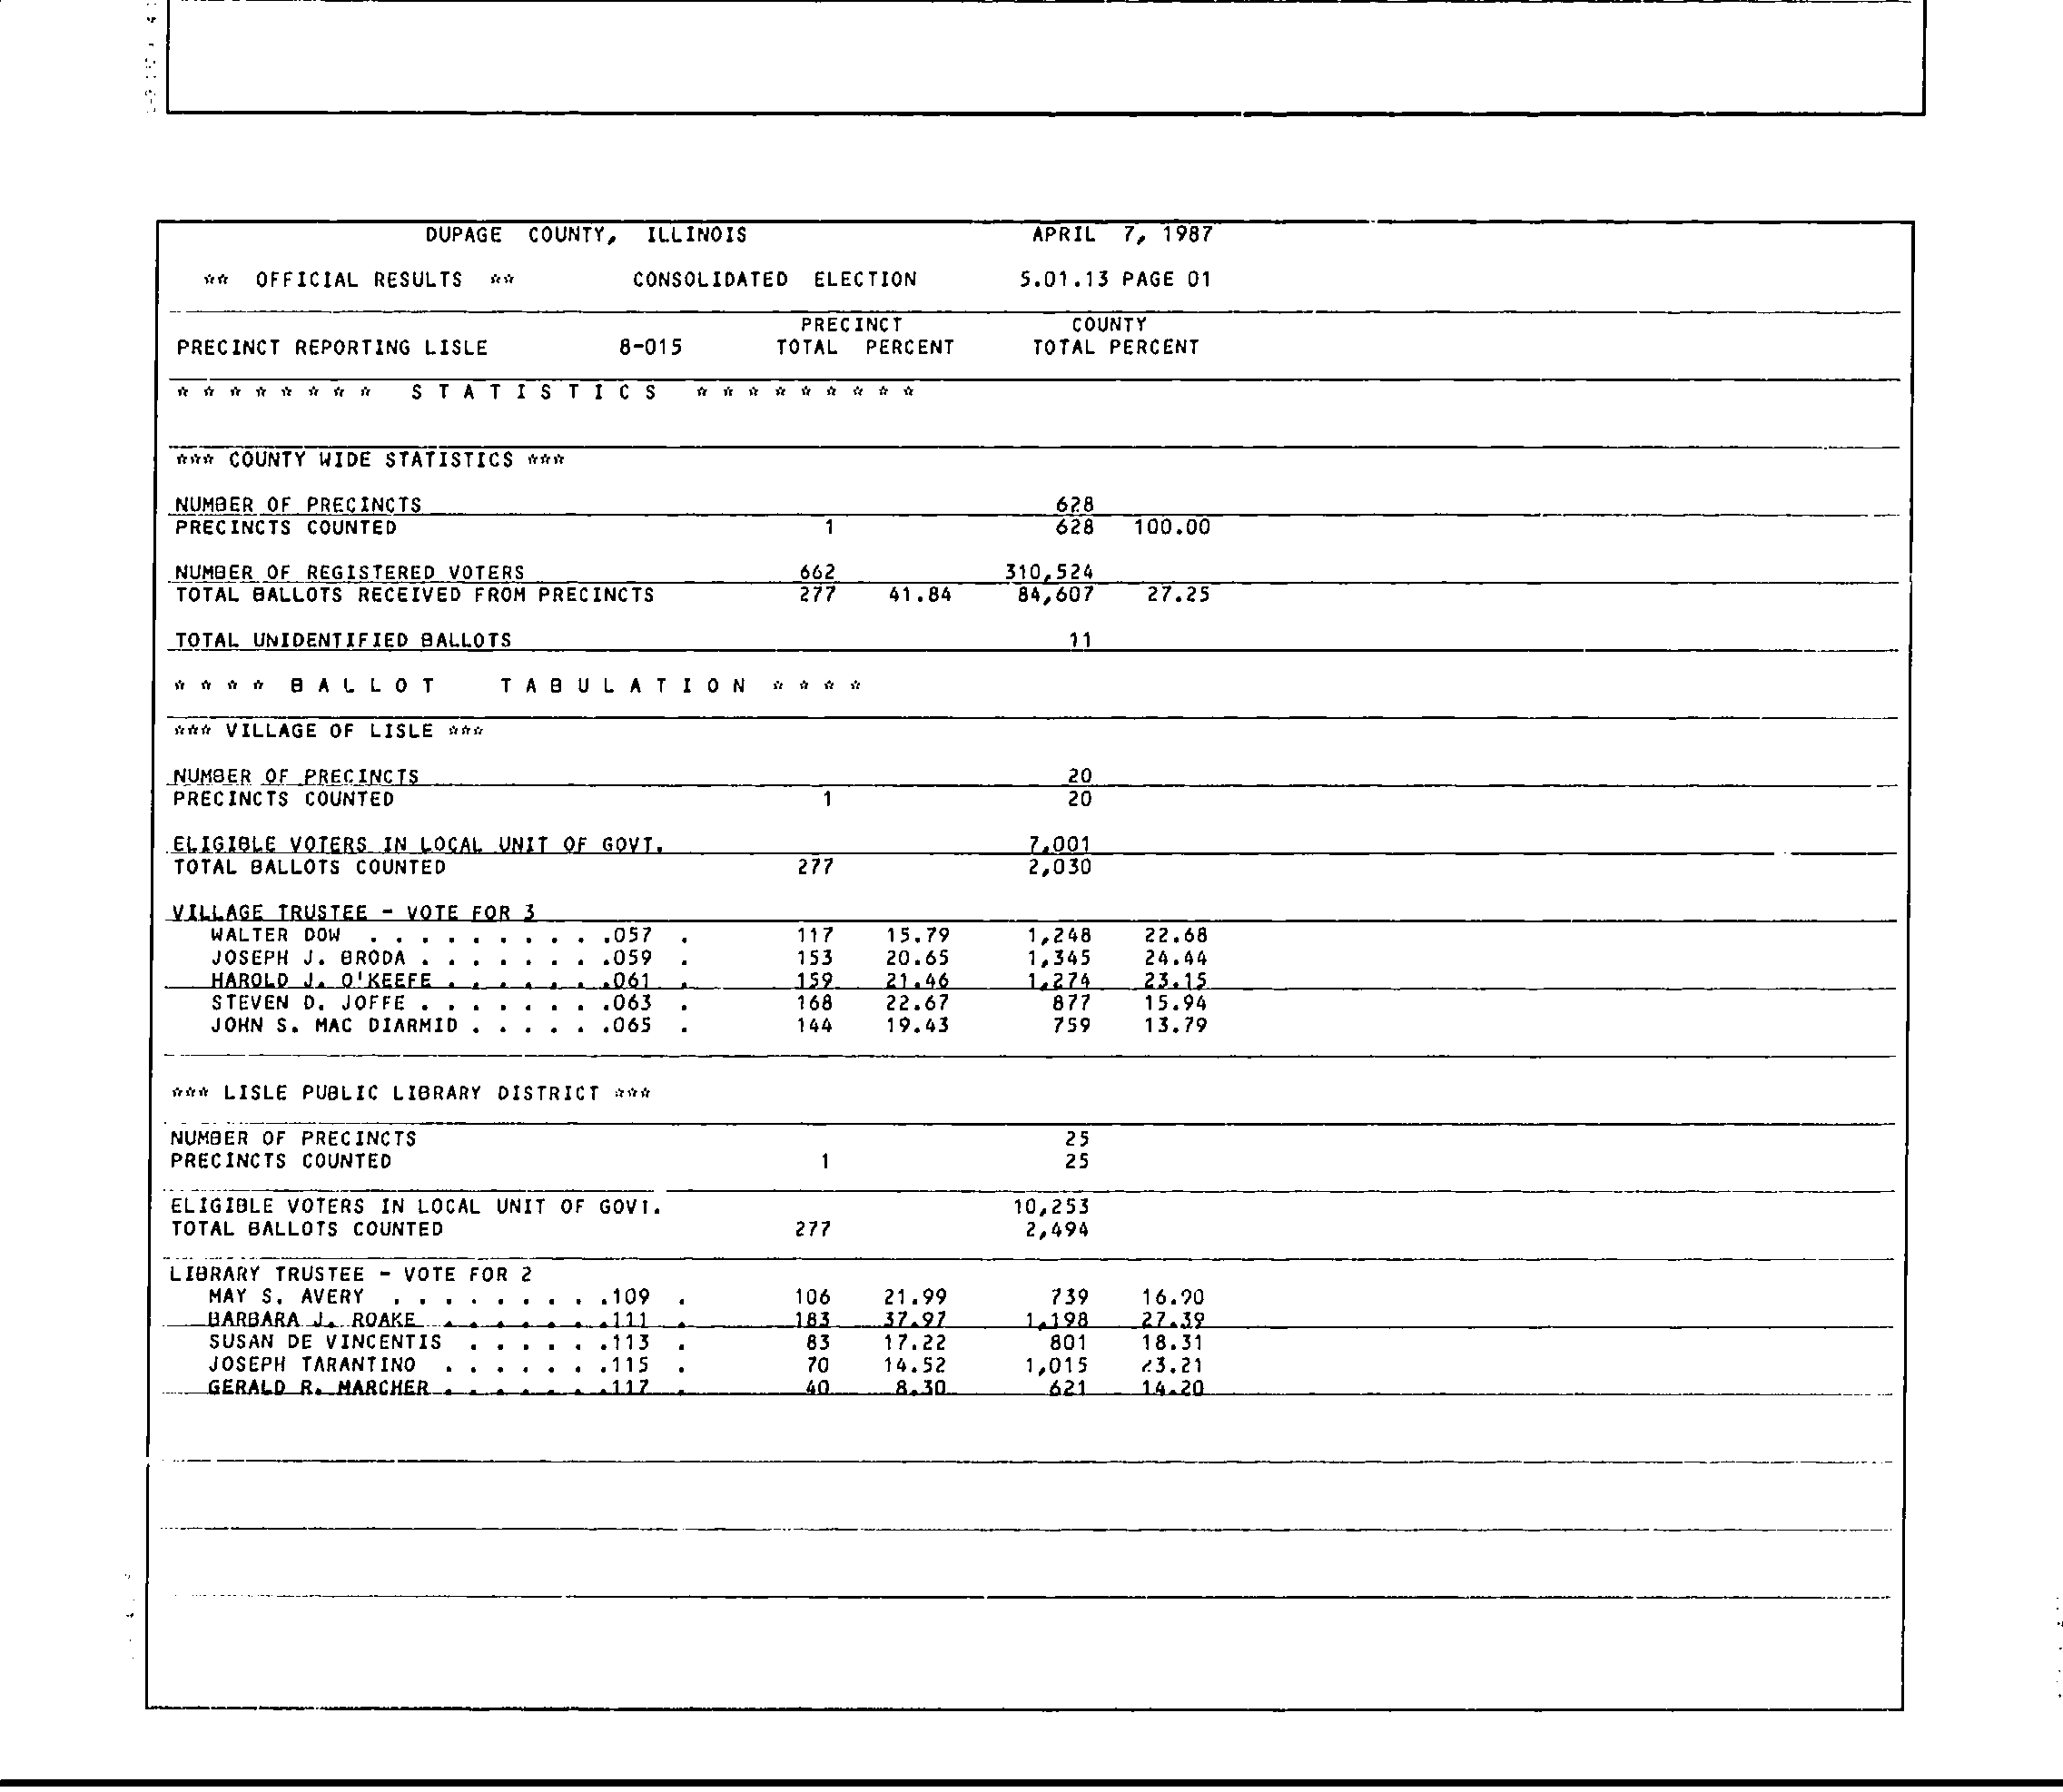 DUPAGE COUNTY, ILLINOIS APRIL 7, 1987
** OFFICIAL RESULTS ** CONSOLIDATED ELECTION 5.01.13 PAGE 01
PRECINCT COUNTY
PRECINCT REPORTING LISLE 8-015 TOTAL PERCENT TOTAL PERCENT
* * * * * * * * S T A T I S T I C S * * * * * * * * *
*** COUNTY WIDE STATISTICS ***
NUMBER OF PRECINCTS 628
PRECINCTS COUNTED 1 628 100.00
NUMBER OF REGISTERED VOTERS 662 310,524
TOTAL BALLOTS RECEIVED FROM PRECINCTS 277 41.84 84,607 27.25
TOTAL UNIDENTIFIED BALLOTS 11
* * * * B A L L O T T A B U L A T I O N * * * *
*** VILLAGE OF LISLE ***
NUMBER OF PRECINCTS 20
PRECINCTS COUNTED 1 20
ELIGIBLE VOTERS IN LOCAL UNIT OF GOVT. 7,001
TOTAL BALLOTS COUNTED 277 2,030
VILLAGE TRUSTEE - VOTE FOR 3
WALTER DOW . . . . . . . . . .057 . 117 15.79 1,248 22.68
JOSEPH J. BRODA . . . . . . . .059 . 153 20.65 1,345 24.44
HAROLD J. O'KEEFE . . . . . . .061 . 159 21.46 1,274 23.15
STEVEN D. JOFFE . . . . . . . .063 . 168 22.67 877 15.94
JOHN S. MAC DIARMID . . . . . .065 . 144 19.43 759 13.79
*** LISLE PUBLIC LIBRARY DISTRICT ***
NUMBER OF PRECINCTS 25
PRECINCTS COUNTED 1 25
ELIGIBLE VOTERS IN LOCAL UNIT OF GOVT. 10,253
TOTAL BALLOTS COUNTED 277 2,494
LIBRARY TRUSTEE - VOTE FOR 2
MAY S. AVERY . . . . . . . . .109 . 106 21.99 739 16.90
BARBARA J. ROAKE . . . . . . .111 . 183 37.97 1,198 27.39
SUSAN DE VINCENTIS . . . . . .113 . 83 17.22 801 18.31
JOSEPH TARANTINO . . . . . . .115 . 70 14.52 1,015 23.21
GERALD R. MARCHER . . . . . . .117 . 40 8.30 621 14.20